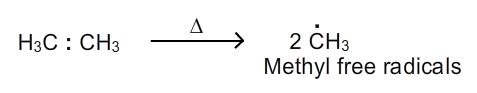 H₃C : CH₃ Δ ⟶ 2 ĊH₃
Methyl free radicals